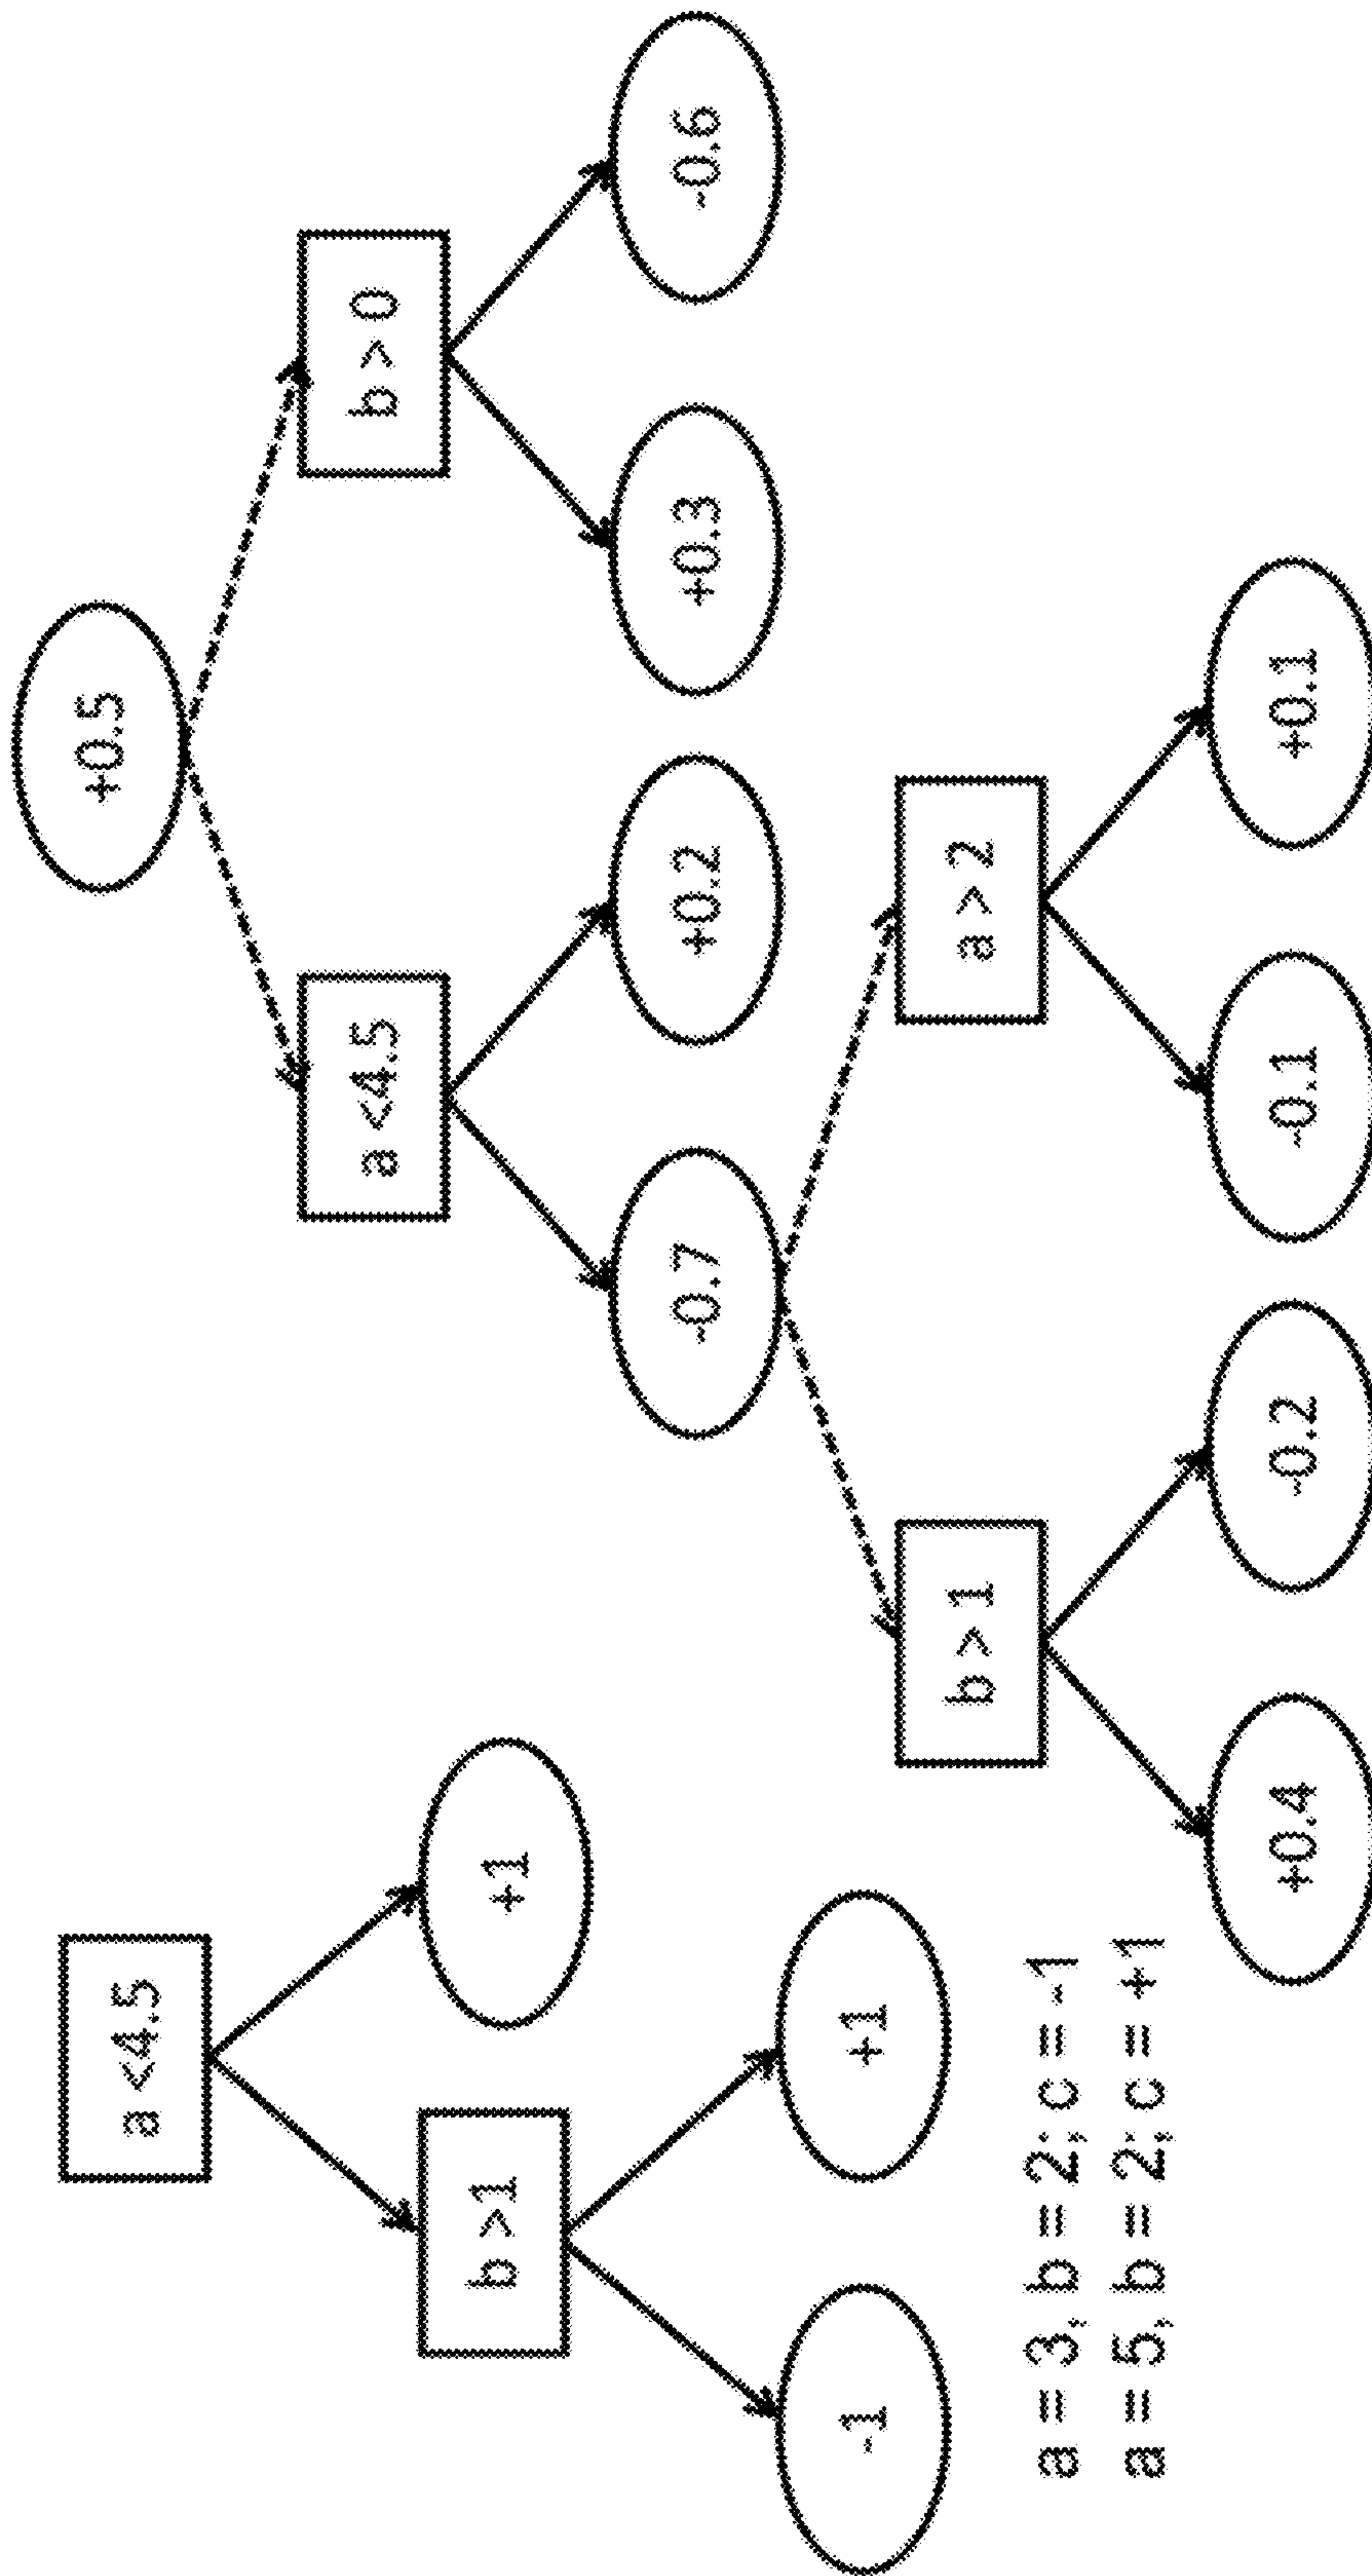 a <4.5
b >1
+1
-1
+1
a = 3, b = 2; c = -1
a = 5, b = 2; c = +1
+0.5
a <4.5
b > 0
-0.7
+0.2
+0.3
-0.6
b > 1
a > 2
+0.4
-0.2
-0.1
+0.1